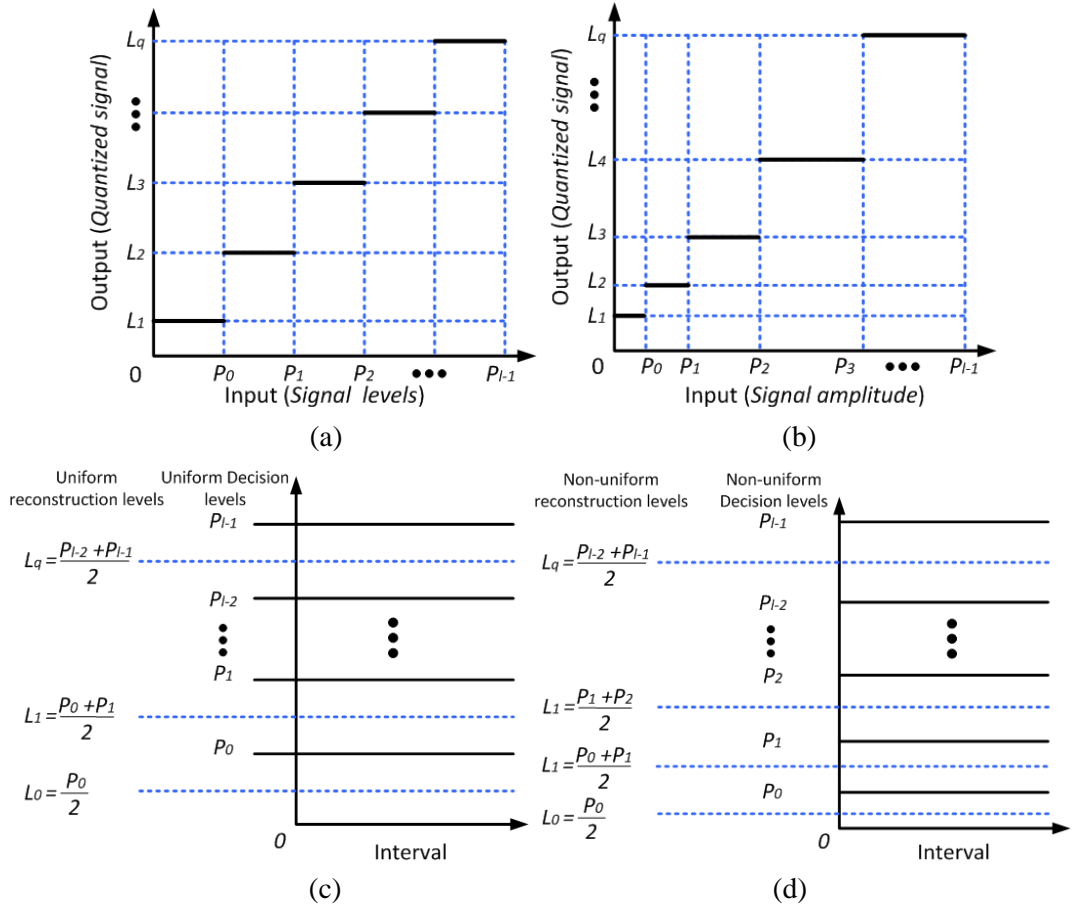 Output (Quantized signal)
Lq
L3
L2
L1
0
P0
P1
P2
Pl-1
Input (Signal levels)
(a)
Output (Quantized signal)
Lq
L4
L3
L2
L1
0
P0
P1
P2
P3
Pl-1
Input (Signal amplitude)
(b)
Uniform
reconstruction levels
Uniform Decision
levels
Pl-1
Lq = Pl-2 + Pl-1 / 2
Pl-2
P1
L1 = P0 + P1 / 2
P0
L0 = P0 / 2
0
Interval
(c)
Non-uniform
reconstruction levels
Non-uniform
Decision levels
Pl-1
Lq = Pl-2 + Pl-1 / 2
Pl-2
P2
L1 = P1 + P2 / 2
P1
L1 = P0 + P1 / 2
P0
L0 = P0 / 2
0
Interval
(d)